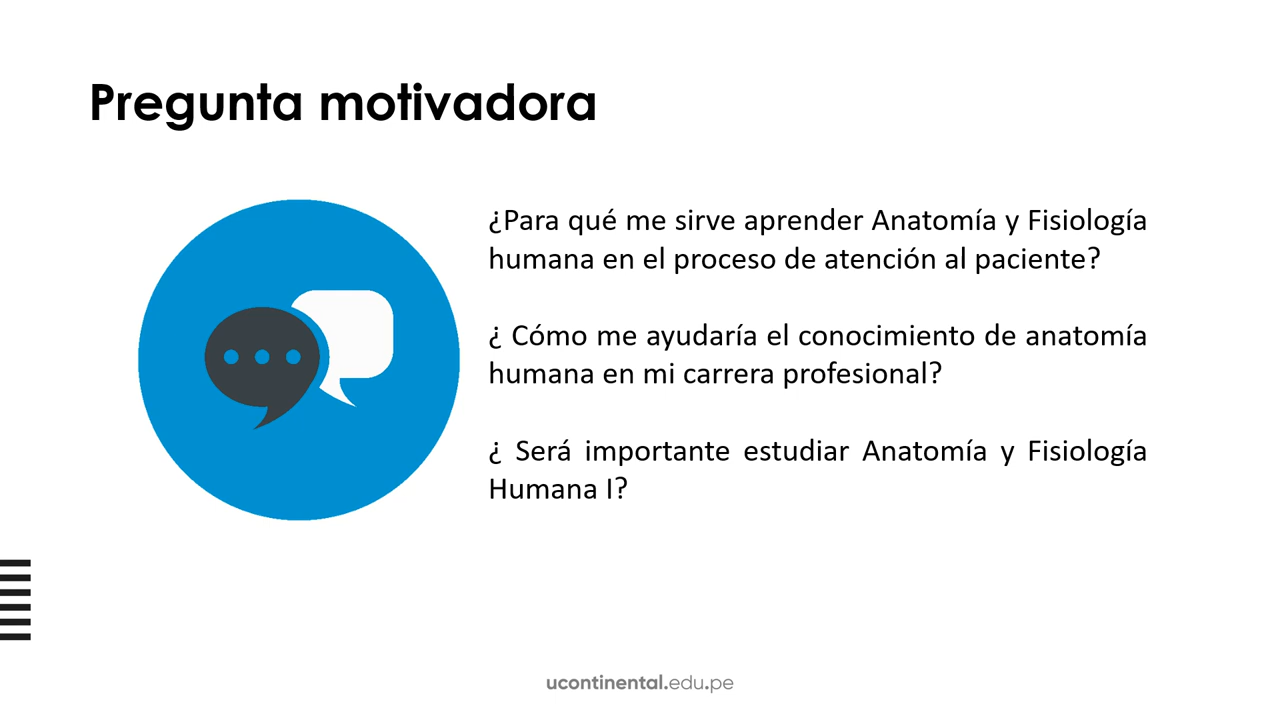 Pregunta motivadora
¿Para qué me sirve aprender Anatomía y Fisiología
humana en el proceso de atención al paciente?
¿ Cómo me ayudaría el conocimiento de anatomía
humana en mi carrera profesional?
¿ Será importante estudiar Anatomía y Fisiología
Humana I?
ucontinental.edu.pe